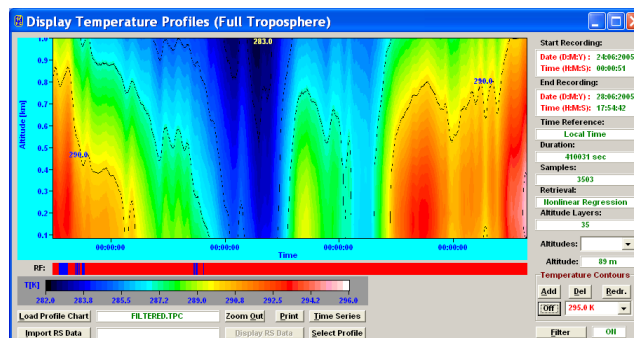 Display Temperature Profiles (Full Troposphere)
1.0
0.9
0.8
0.7
0.6
0.5
0.4
0.3
0.2
0.1
Altitude [km]
283.0
290.0
290.0
00:00:00
00:00:00
00:00:00
00:00:00
Time
RF:
T[K]
282.0
283.8
285.5
287.2
289.0
290.8
292.5
294.2
296.0
Load Profile Chart
FILTERED.TPC
Zoom Out
Print
Time Series
Import RS Data
Display RS Data
Select Profile
Start Recording:
Date (D:M:Y) : 24:06:2005
Time (H:M:S): 00:00:51
End Recording:
Date (D:M:Y) : 28:06:2005
Time (H:M:S): 17:54:42
Time Reference:
Local Time
Duration:
410031 sec
Samples:
3503
Retrieval:
Nonlinear Regression
Altitude Layers:
35
Altitudes:
Altitude: 89 m
Temperature Contours
Add
Del
Redr.
Off
295.0 K
Filter